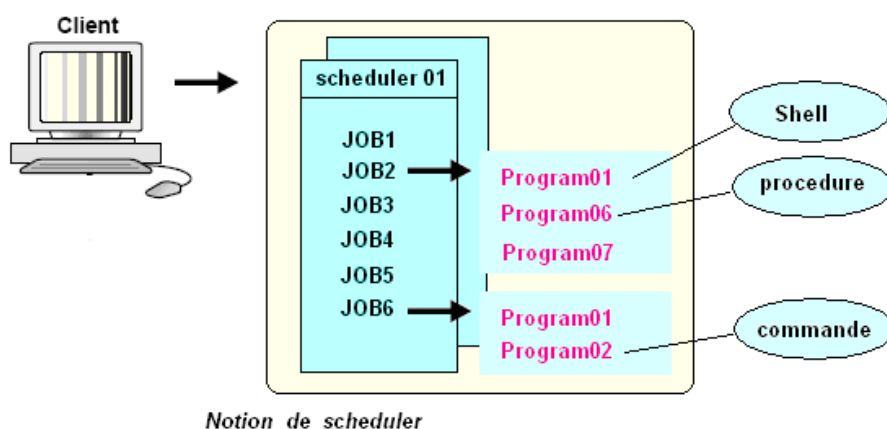 Client
scheduler 01
JOB1
JOB2
JOB3
JOB4
JOB5
JOB6
Program01
Program06
Program07
Program01
Program02
Shell
procedure
commande
Notion de scheduler